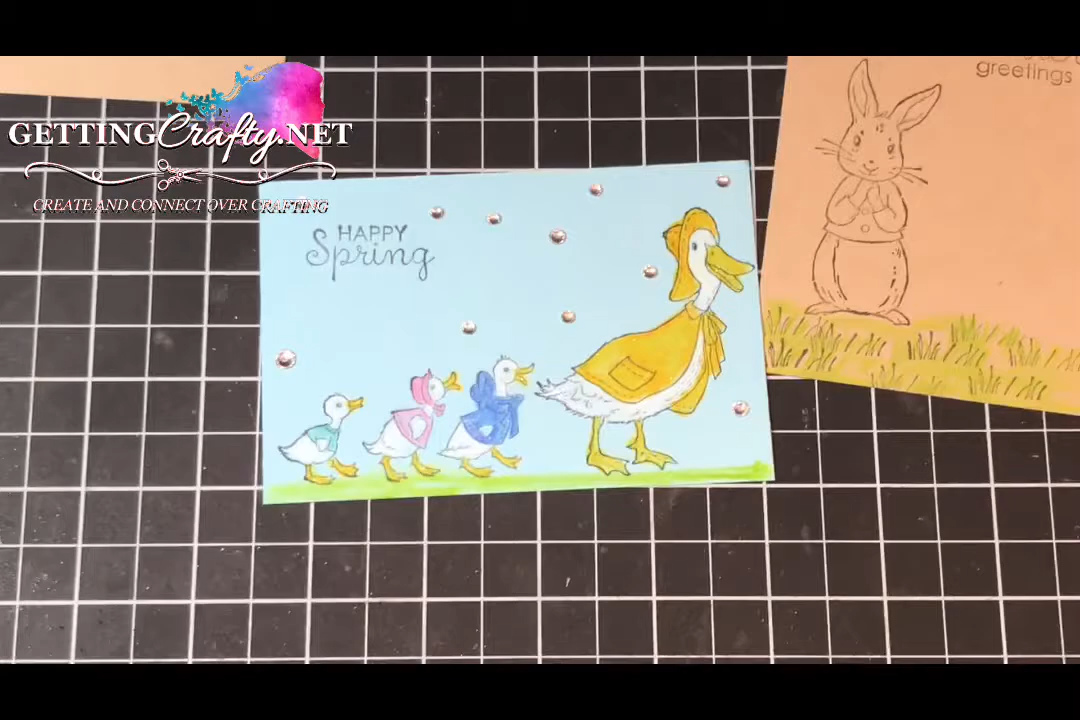 GETTINGCrafty.NET
CREATE AND CONNECT OVER CRAFTING
HAPPY
Spring
greetings